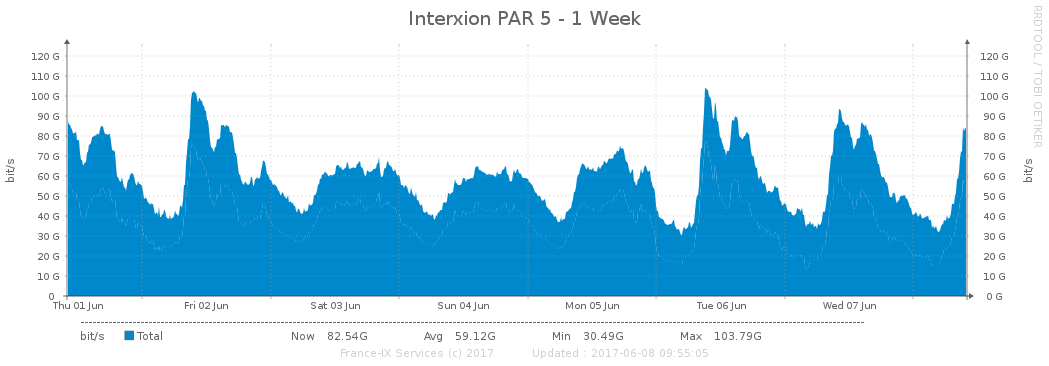 Interxion PAR 5 - 1 Week
RRDTOOL / TOBI OETIKER
bit/s
120 G 120 G
110 G 110 G
100 G 100 G
90 G 90 G
80 G 80 G
70 G 70 G
60 G 60 G
50 G 50 G
40 G 40 G
30 G 30 G
20 G 20 G
10 G 10 G
0 0 G
bit/s
Thu 01 Jun Fri 02 Jun Sat 03 Jun Sun 04 Jun Mon 05 Jun Tue 06 Jun Wed 07 Jun
bit/s Total Now 82.54G Avg 59.12G Min 30.49G Max 103.79G
France-IX Services (c) 2017 Updated : 2017-06-08 09:55:05